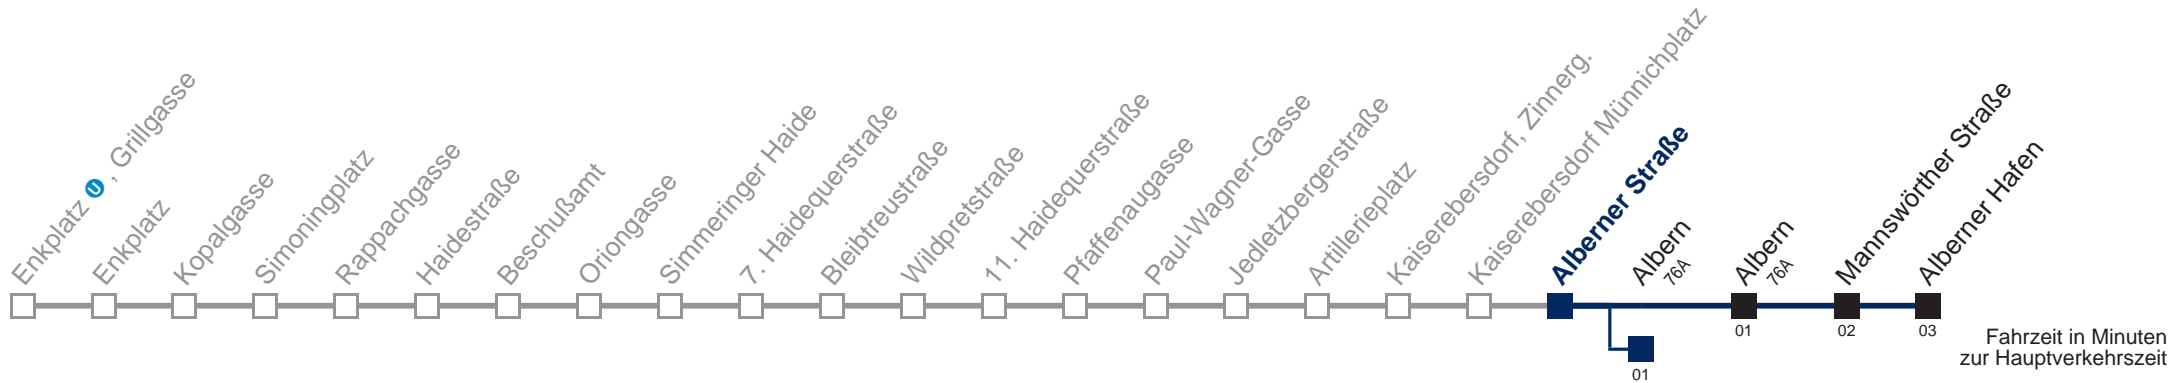 Enkplatz U , Grillgasse
Enkplatz
Kopalgasse
Simoningplatz
Rappachgasse
Haidestraße
Beschußamt
Oriongasse
Simmeringer Haide
7. Haidequerstraße
Bleibtreustraße
Wildpretstraße
11. Haidequerstraße
Pfaffenaugasse
Paul-Wagner-Gasse
Jedletzbergerstraße
Artillerieplatz
Kaiserebersdorf, Zinnerg.
Kaiserebersdorf Münnichplatz
Alberner Straße
Albern
76A
Albern
76A
Mannswörther Straße
Alberner Hafen
01
02
03
01
Fahrzeit in Minuten
zur Hauptverkehrszeit